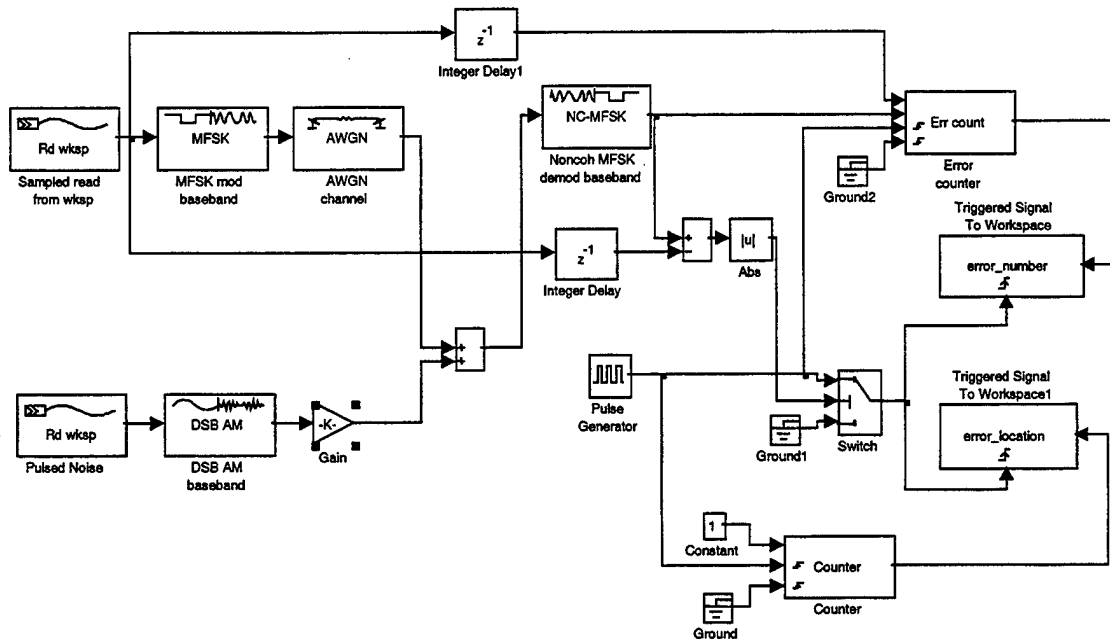 z-1
Integer Delay1
Rd wksp
Sampled read
from wksp
MFSK
MFSK mod
baseband
AWGN
AWGN
channel
NC-MFSK
Noncoh MFSK
demod baseband
Err count
Error
counter
Ground2
z-1
Integer Delay
+
−
|u|
Abs
Triggered Signal
To Workspace
error_number
+
+
Pulse
Generator
Ground1
Switch
Triggered Signal
To Workspace1
error_location
Rd wksp
Pulsed Noise
DSB AM
DSB AM
baseband
-K-
Gain
1
Constant
Counter
Counter
Ground